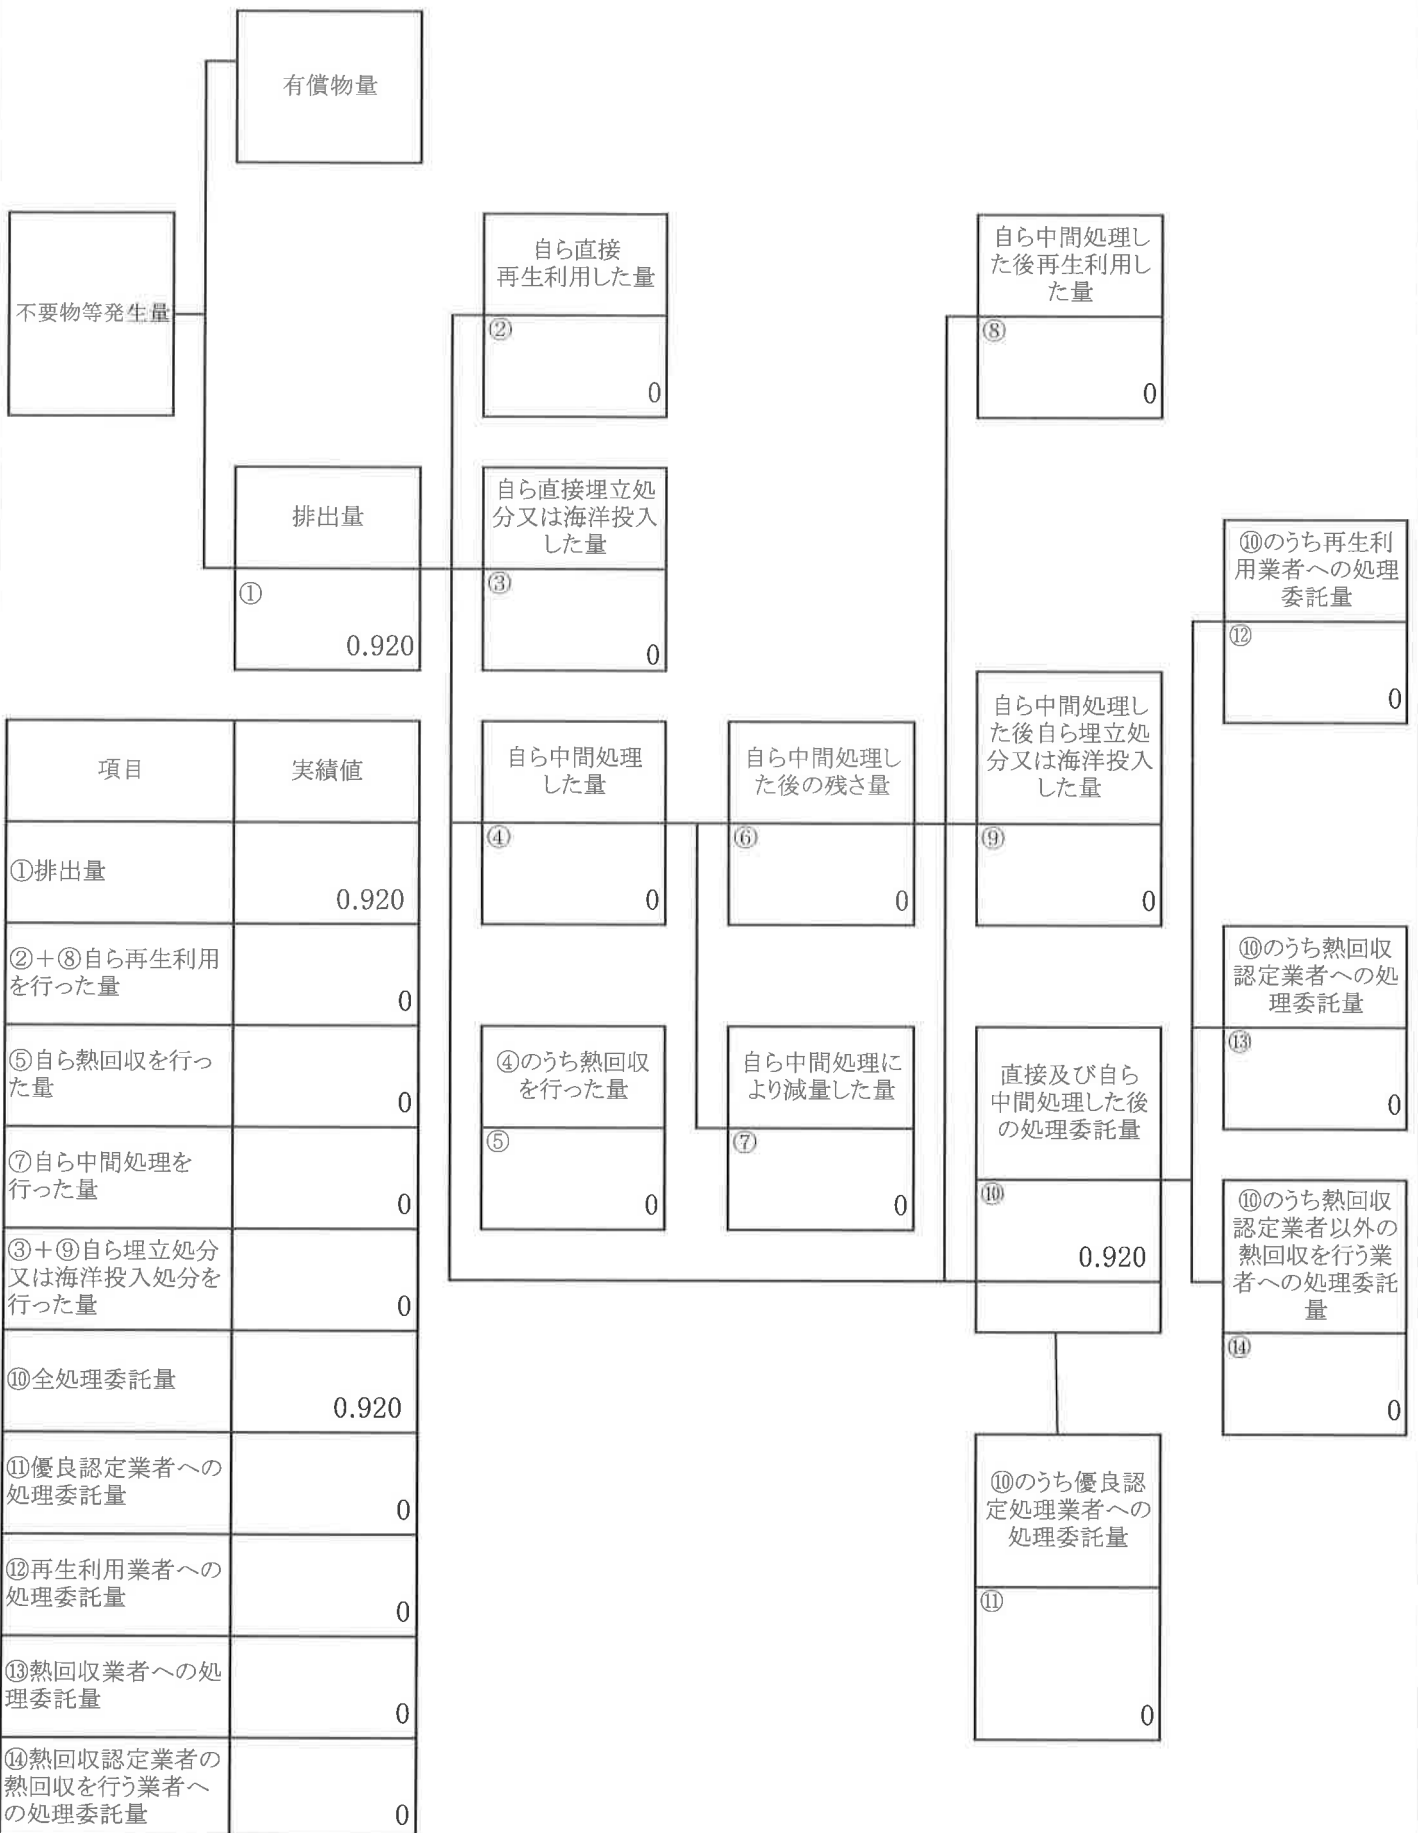 有償物量
不要物等発生量
自ら直接
再生利用した量
②
0
自ら中間処理し
た後再生利用し
た量
⑧
0
排出量
①
0.920
自ら直接埋立処
分又は海洋投入
した量
③
0
⑩のうち再生利
用業者への処理
委託量
⑫
0
自ら中間処理
した量
④
0
自ら中間処理し
た後の残さ量
⑥
0
自ら中間処理し
た後自ら埋立処
分又は海洋投入
した量
⑨
0
⑩のうち熱回収
認定業者への処
理委託量
⑬
0
④のうち熱回収
を行った量
⑤
0
自ら中間処理に
より減量した量
⑦
0
直接及び自ら
中間処理した後
の処理委託量
⑩
0.920
⑩のうち熱回収
認定業者以外の
熱回収を行う業
者への処理委託
量
⑭
0
⑩のうち優良認
定処理業者への
処理委託量
⑪
0
項目
実績値
①排出量
0.920
②+⑧自ら再生利用
を行った量
0
⑤自ら熱回収を行っ
た量
0
⑦自ら中間処理を
行った量
0
③+⑨自ら埋立処分
又は海洋投入処分を
行った量
0
⑩全処理委託量
0.920
⑪優良認定業者への
処理委託量
0
⑫再生利用業者への
処理委託量
0
⑬熱回収業者への処
理委託量
0
⑭熱回収認定業者の
熱回収を行う業者へ
の処理委託量
0